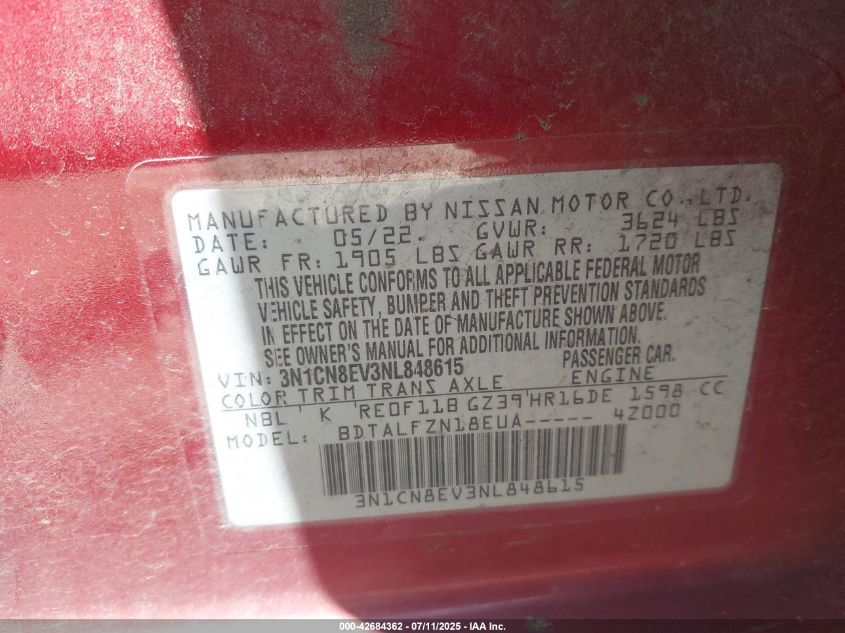 MANUFACTURED BY NISSAN MOTOR CO., LTD.
DATE: 05/22 GVWR: 3624 LBS
GAWR FR: 1905 LBS GAWR RR: 1720 LBS
THIS VEHICLE CONFORMS TO ALL APPLICABLE FEDERAL MOTOR
VEHICLE SAFETY, BUMPER AND THEFT PREVENTION STANDARDS
IN EFFECT ON THE DATE OF MANUFACTURE SHOWN ABOVE.
SEE OWNER'S MANUAL FOR ADDITIONAL INFORMATION.
VIN: 3N1CN8EV3NL848615 PASSENGER CAR.
COLOR TRIM TRANS AXLE ENGINE
NBL K RE0F11B GZ39 HR16DE 1598 CC
MODEL: BDTALFZN18EUA----- 4Z000
3N1CN8EV3NL848615
000-42684362 - 07/11/2025 - IAA Inc.